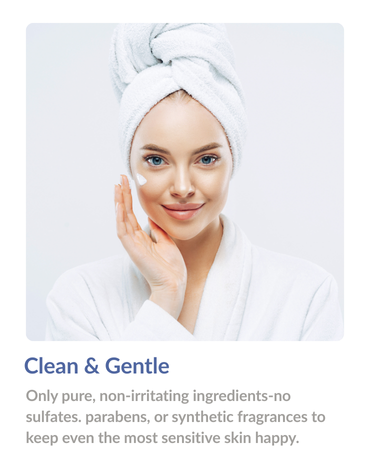 Clean & Gentle
Only pure, non-irritating ingredients-no
sulfates. parabens, or synthetic fragrances to
keep even the most sensitive skin happy.